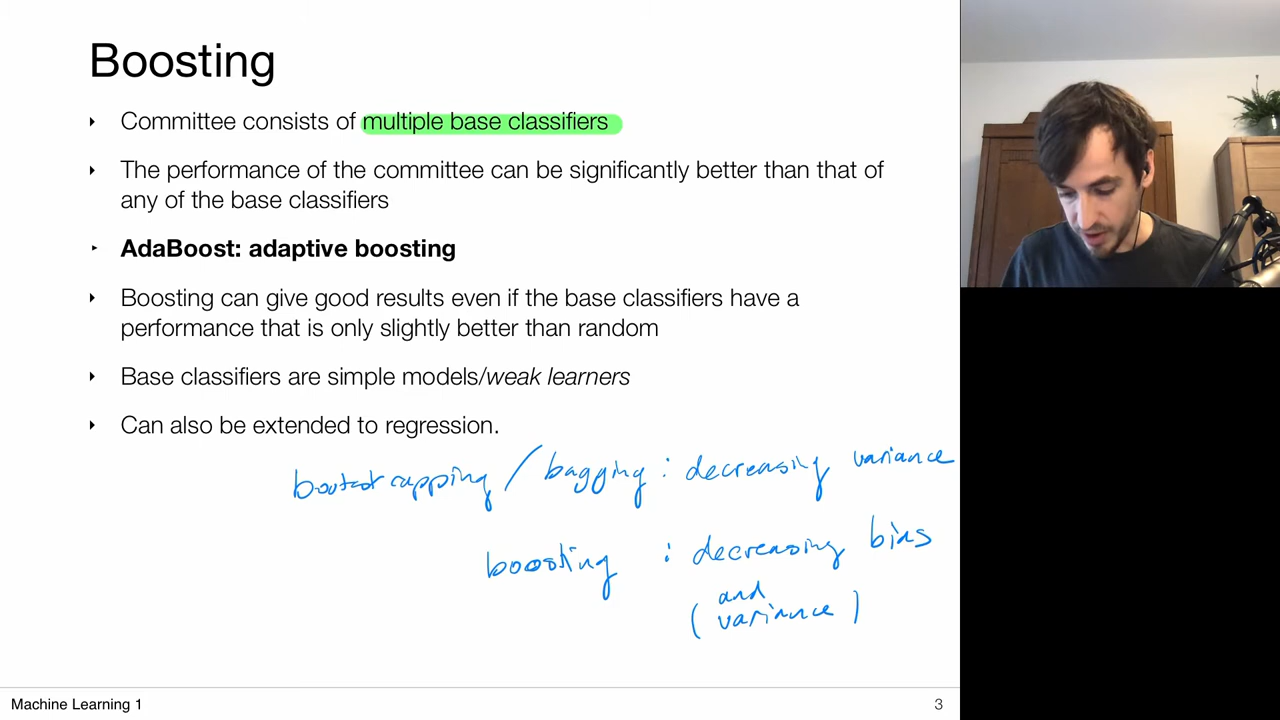 Boosting
‣ Committee consists of multiple base classifiers
‣ The performance of the committee can be significantly better than that of
any of the base classifiers
‣ AdaBoost: adaptive boosting
‣ Boosting can give good results even if the base classifiers have a
performance that is only slightly better than random
‣ Base classifiers are simple models/weak learners
‣ Can also be extended to regression.
bootstrapping / bagging : decreasing variance
boosting : decreasing bias
( and
variance )
Machine Learning 1
3